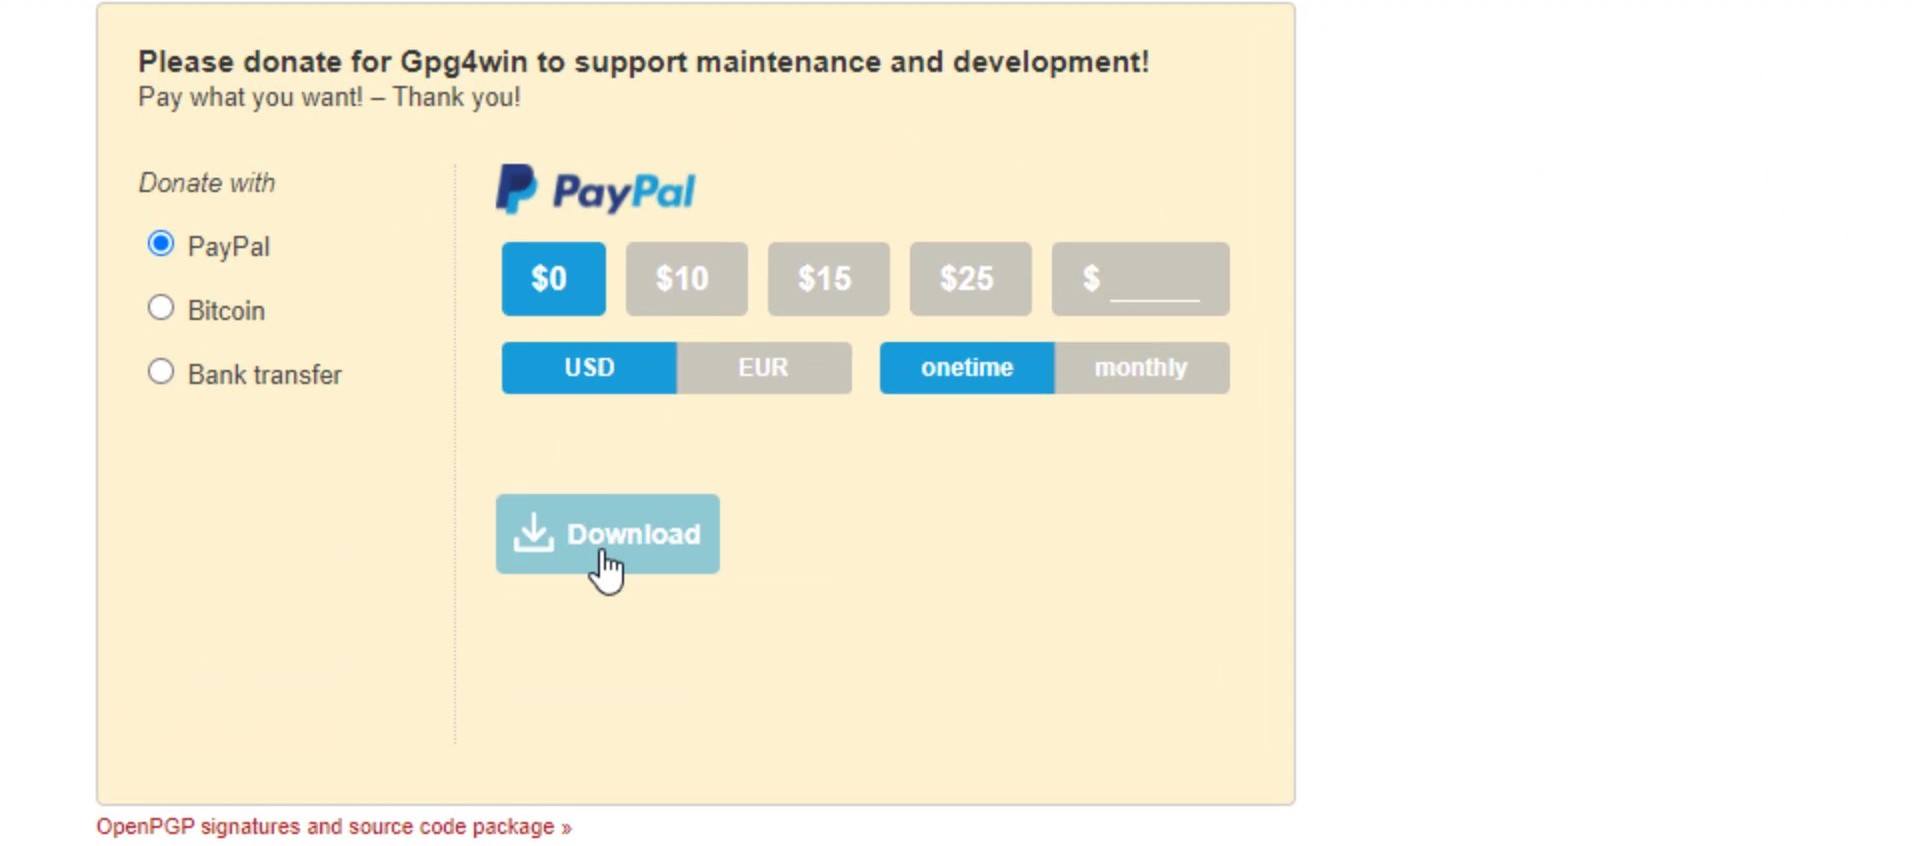 Please donate for Gpg4win to support maintenance and development!
Pay what you want! – Thank you!
Donate with
PayPal
Bitcoin
Bank transfer
PayPal
$0 $10 $15 $25 $ _____
USD EUR onetime monthly
Download
OpenPGP signatures and source code package »